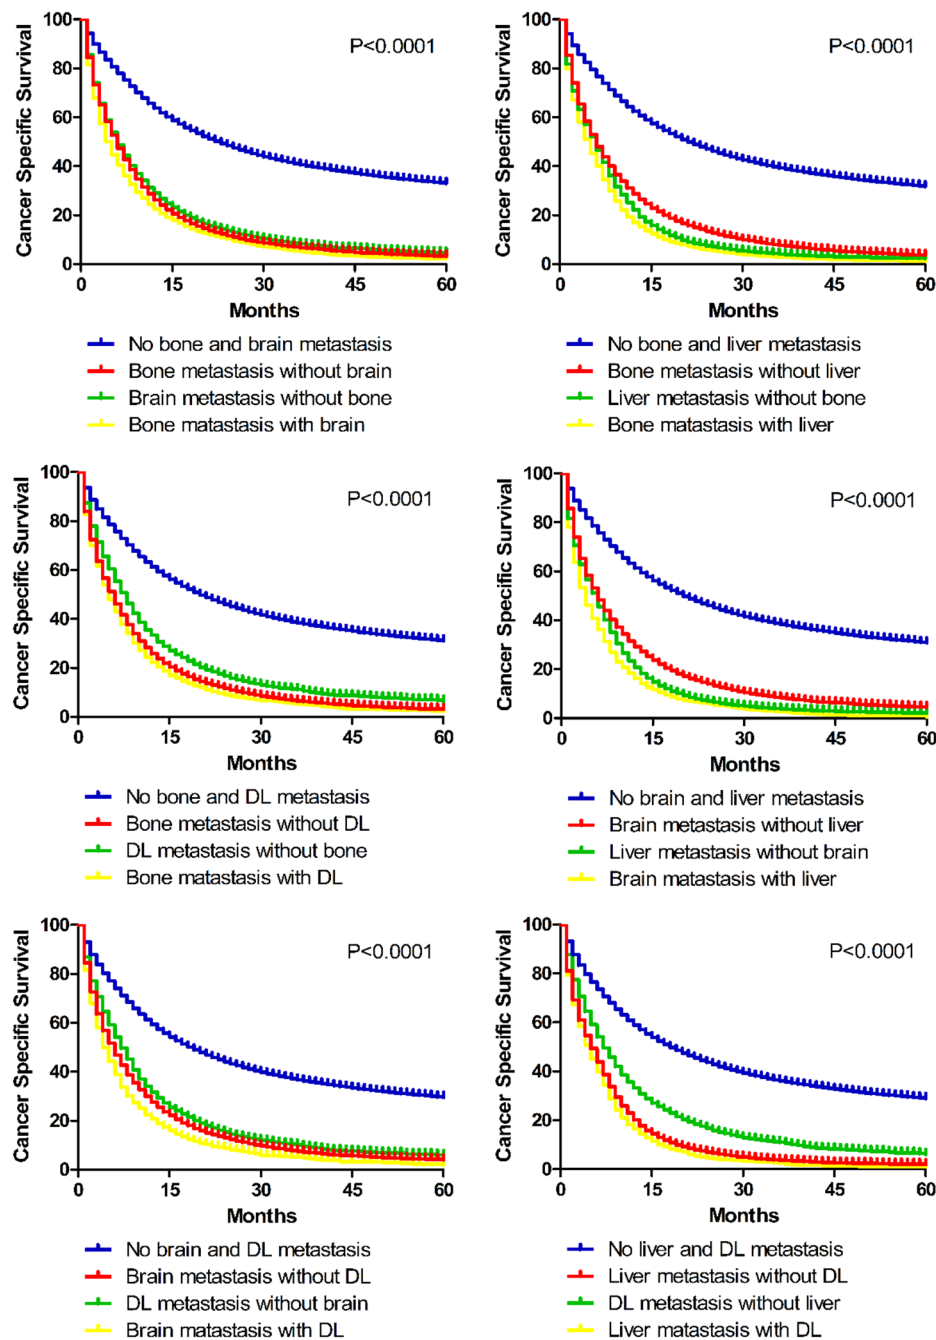 Cancer Specific Survival
100
80
60
40
20
0
P<0.0001
0 15 30 45 60
Months
No bone and brain metastasis
Bone metastasis without brain
Brain metastasis without bone
Bone matastasis with brain
Cancer Specific Survival
100
80
60
40
20
0
P<0.0001
0 15 30 45 60
Months
No bone and liver metastasis
Bone metastasis without liver
Liver metastasis without bone
Bone matastasis with liver
Cancer Specific Survival
100
80
60
40
20
0
P<0.0001
0 15 30 45 60
Months
No bone and DL metastasis
Bone metastasis without DL
DL metastasis without bone
Bone matastasis with DL
Cancer Specific Survival
100
80
60
40
20
0
P<0.0001
0 15 30 45 60
Months
No brain and liver metastasis
Brain metastasis without liver
Liver metastasis without brain
Brain matastasis with liver
Cancer Specific Survival
100
80
60
40
20
0
P<0.0001
0 15 30 45 60
Months
No brain and DL metastasis
Brain metastasis without DL
DL metastasis without brain
Brain matastasis with DL
Cancer Specific Survival
100
80
60
40
20
0
P<0.0001
0 15 30 45 60
Months
No liver and DL metastasis
Liver metastasis without DL
DL metastasis without liver
Liver matastasis with DL